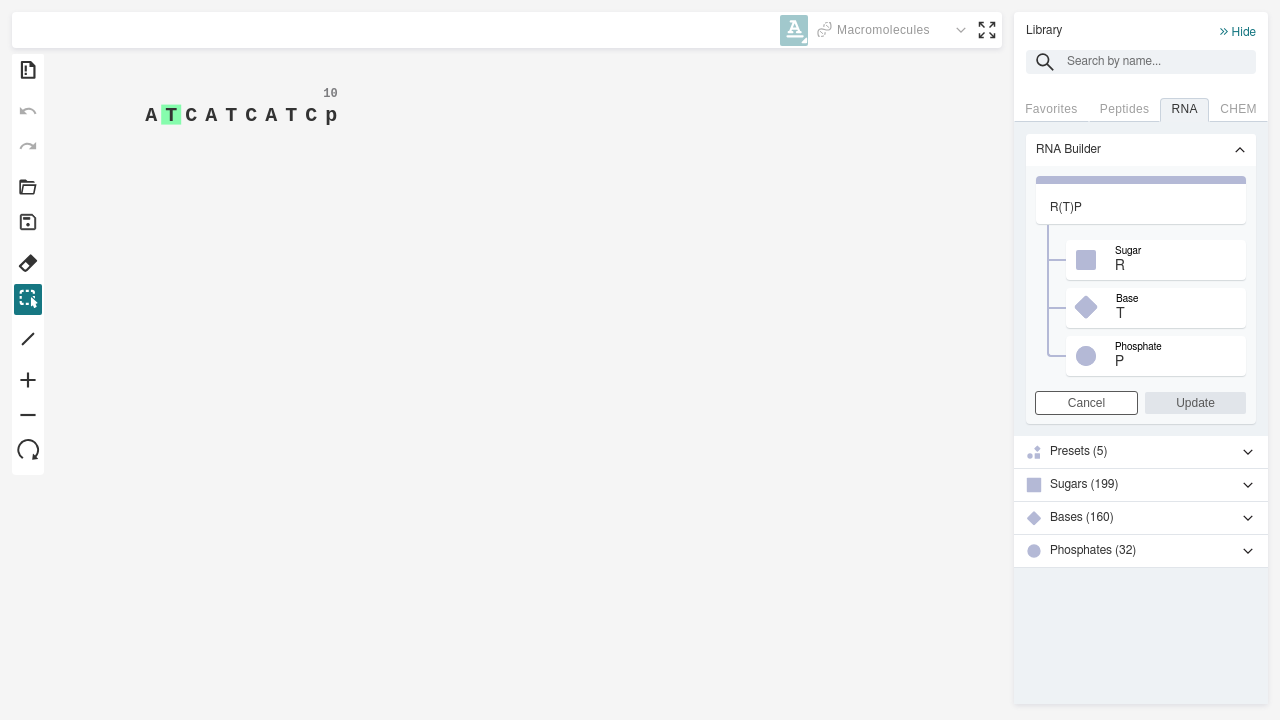 A Macromolecules
Library
Hide
Search by name...
Favorites Peptides RNA CHEM
10
A T C A T C A T C p
RNA Builder
R(T)P
Sugar
R
Base
T
Phosphate
P
Cancel Update
Presets (5)
Sugars (199)
Bases (160)
Phosphates (32)